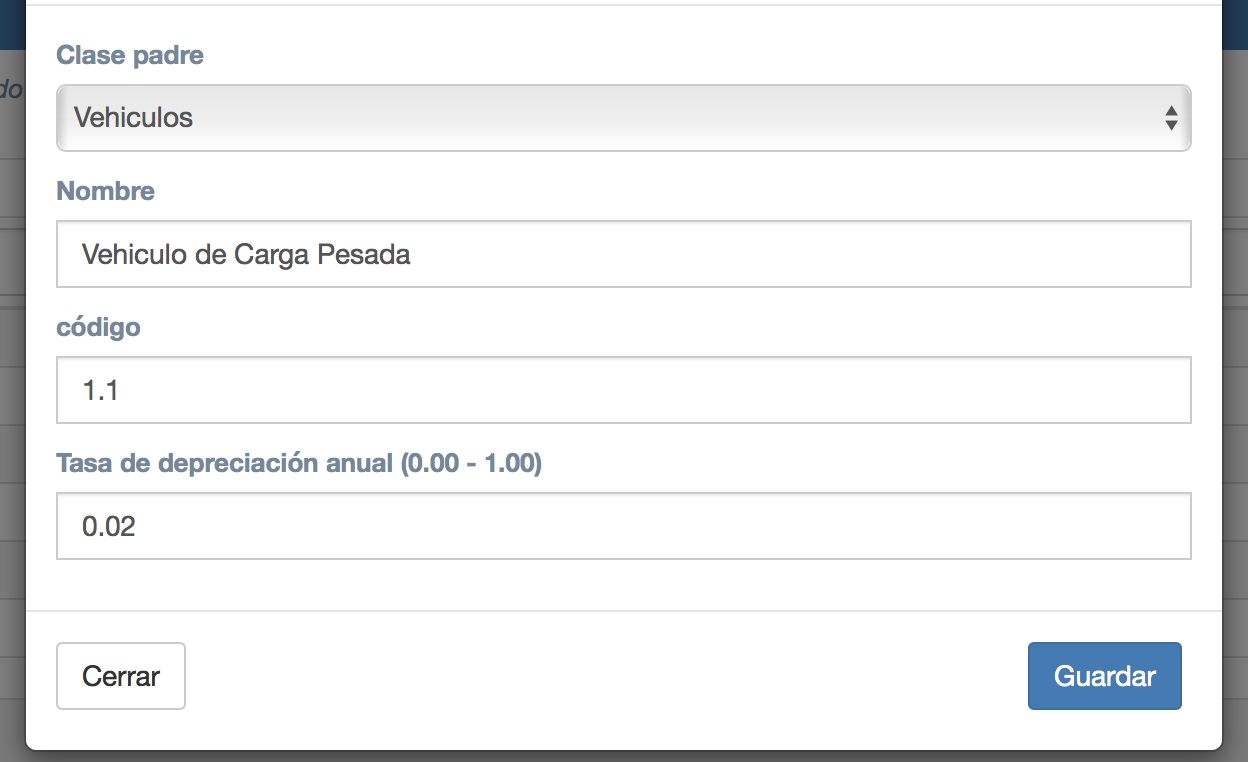 Clase padre
do
Vehiculos
Nombre
Vehiculo de Carga Pesada
código
1.1
Tasa de depreciación anual (0.00 - 1.00)
0.02
Cerrar
Guardar